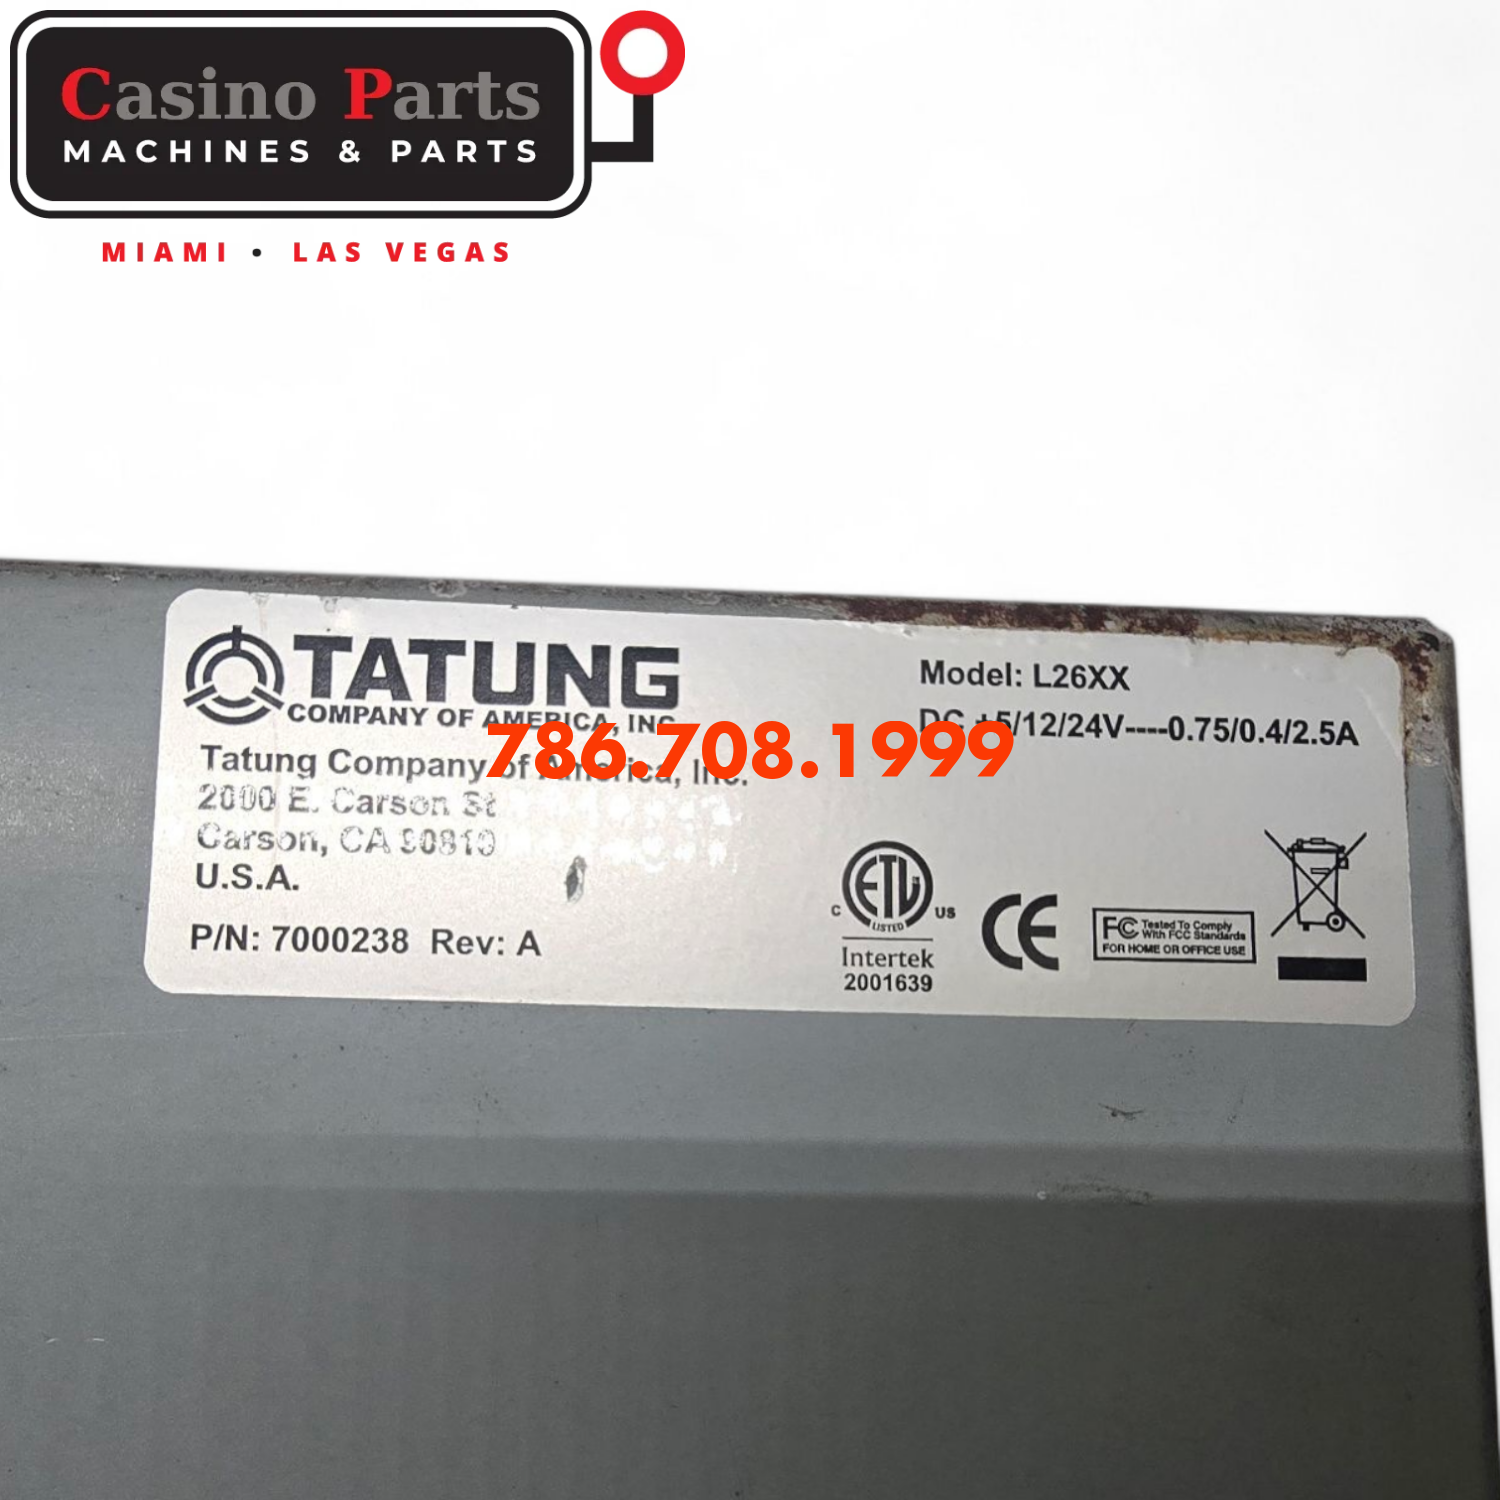 Casino Parts
MACHINES & PARTS
MIAMI • LAS VEGAS
TATUNG
COMPANY OF AMERICA, INC.
Tatung Company of America, Inc.
2000 E. Carson St
Carson, CA 90810
U.S.A.
P/N: 7000238 Rev: A
Model: L26XX
DC +5/12/24V----0.75/0.4/2.5A
786.708.1999
ETL
LISTED
C US
Intertek
2001639
CE
FC Tested To Comply
With FCC Standards
FOR HOME OR OFFICE USE